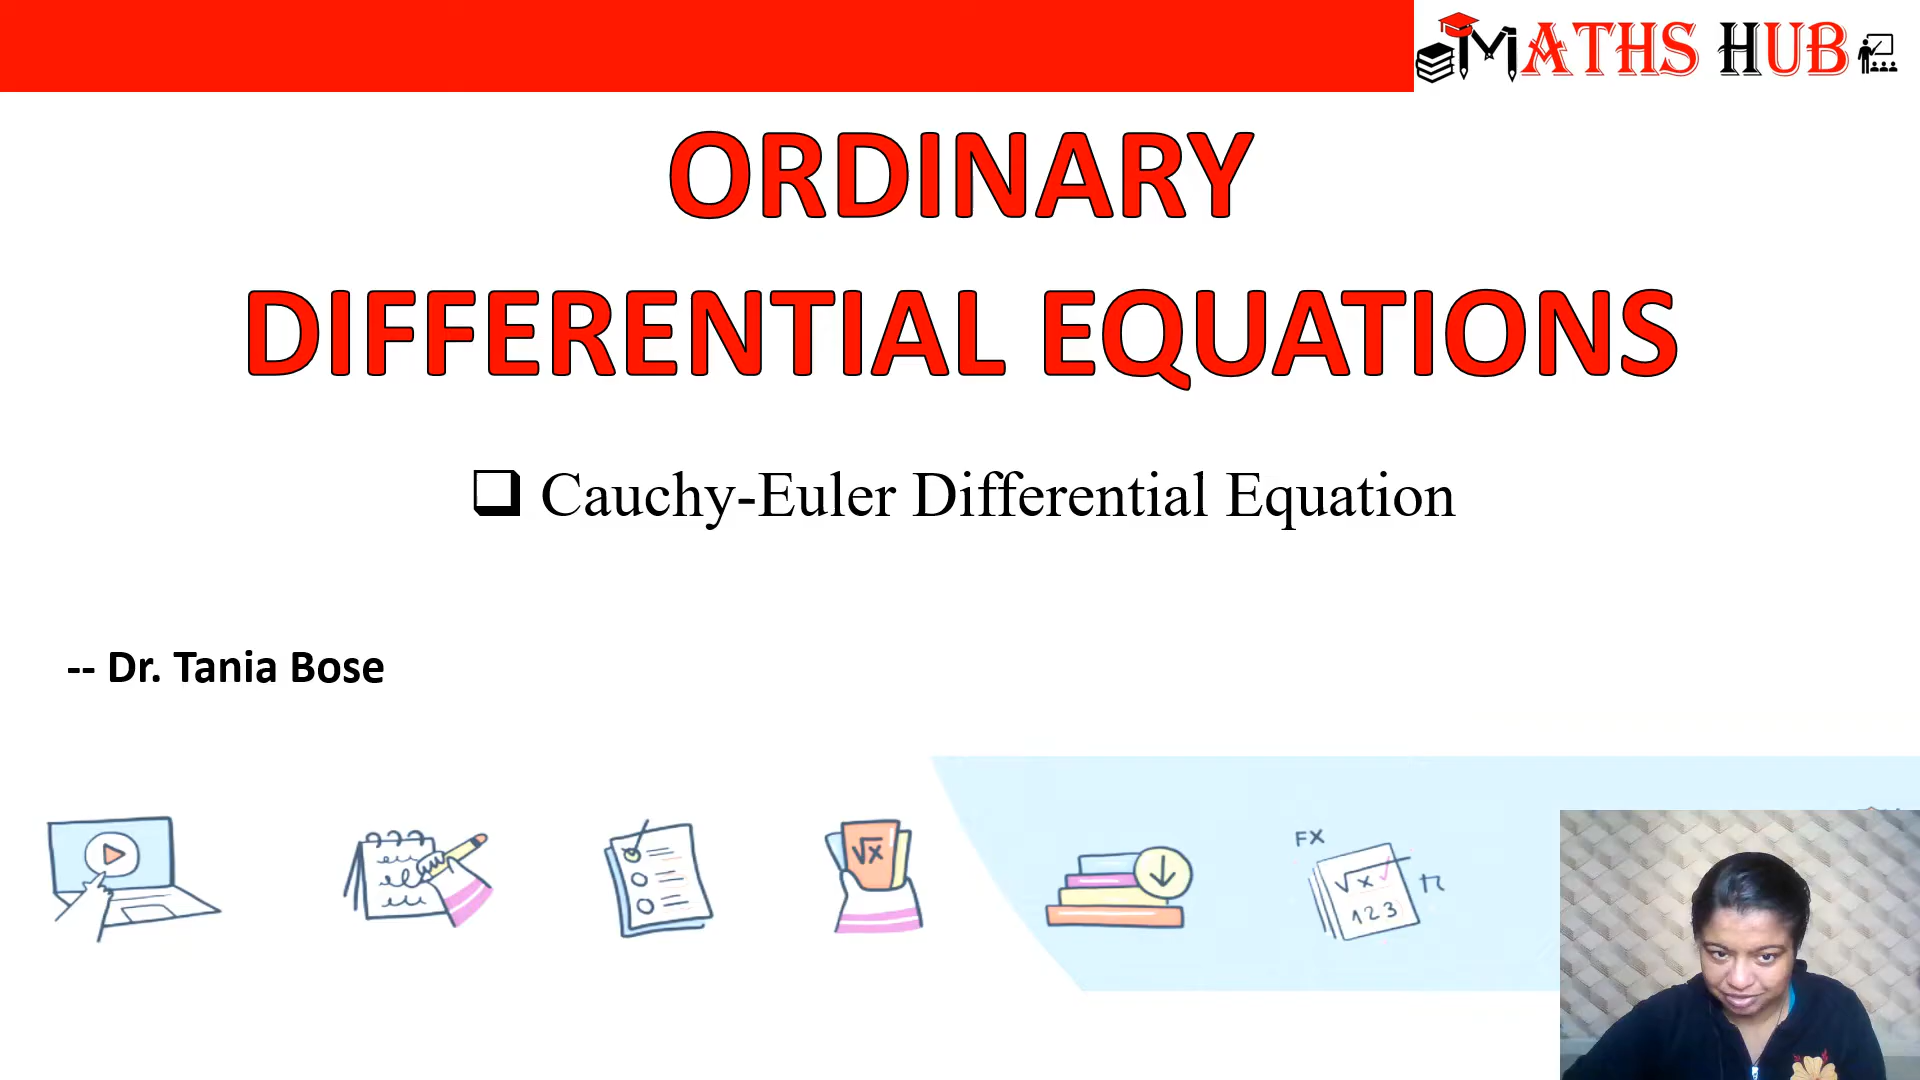 MATHS HUB
ORDINARY
DIFFERENTIAL EQUATIONS
❑ Cauchy-Euler Differential Equation
-- Dr. Tania Bose
√x
FX
√x
123